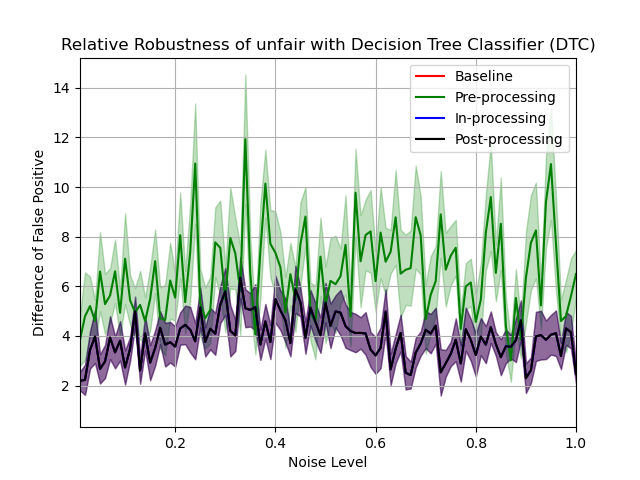 Relative Robustness of unfair with Decision Tree Classifier (DTC)
Baseline
Pre-processing
In-processing
Post-processing
Difference of False Positive
14
12
10
8
6
4
2
0.2 0.4 0.6 0.8 1.0
Noise Level